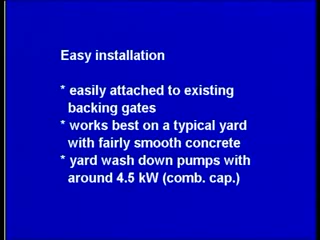 Easy installation
* easily attached to existing
backing gates
* works best on a typical yard
with fairly smooth concrete
* yard wash down pumps with
around 4.5 kW (comb. cap.)